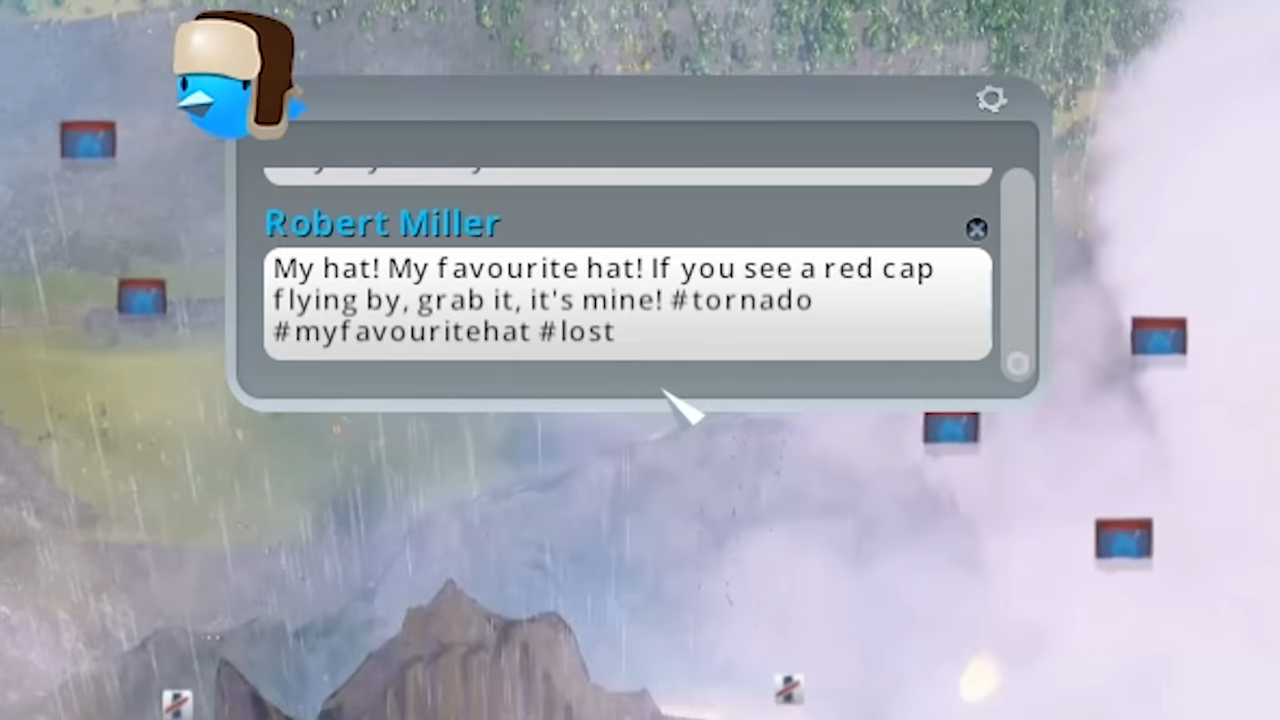 Robert Miller
My hat! My favourite hat! If you see a red cap
flying by, grab it, it's mine! #tornado
#myfavouritehat #lost